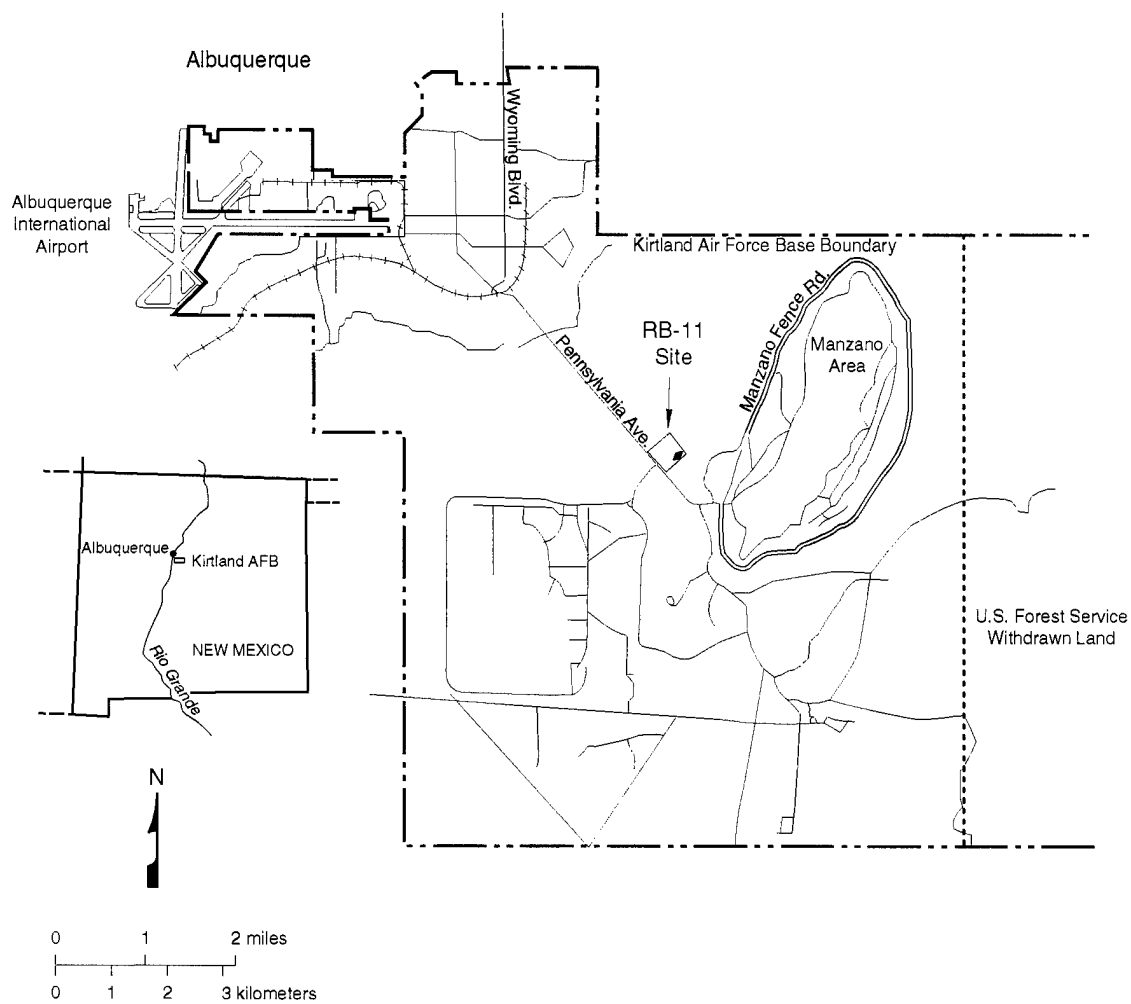 Albuquerque
Wyoming Blvd.
Albuquerque
International
Airport
Kirtland Air Force Base Boundary
Manzano Fence Rd.
RB-11
Site
Manzano
Area
Pennsylvania Ave.
Albuquerque
Kirtland AFB
NEW MEXICO
Rio Grande
U.S. Forest Service
Withdrawn Land
N
0 1 2 miles
0 1 2 3 kilometers